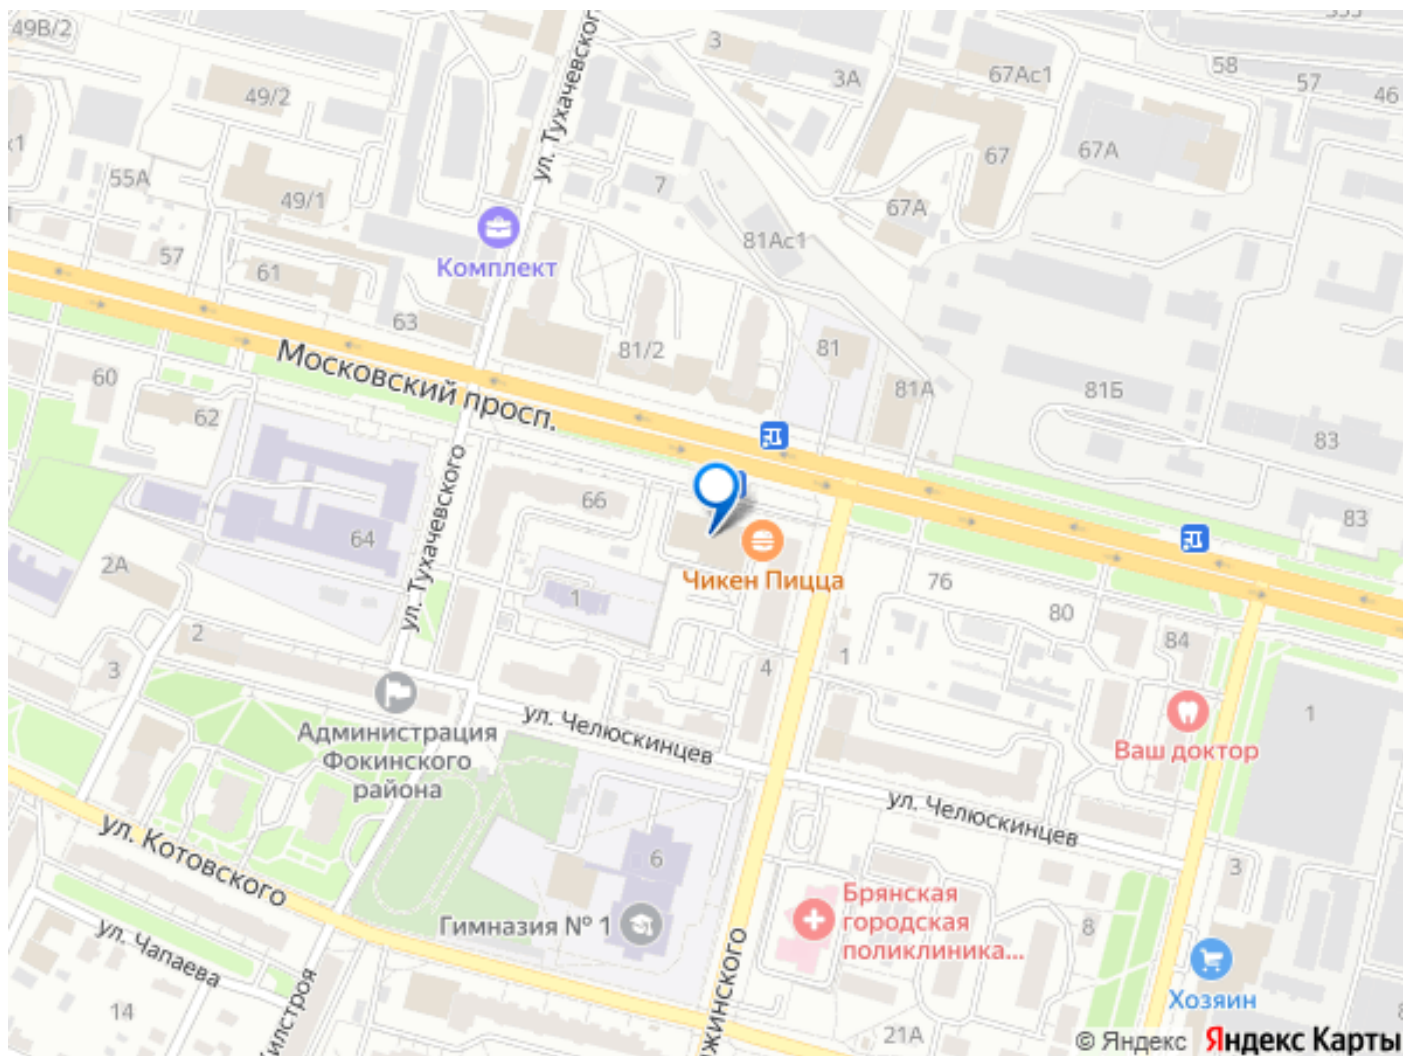 49В/2
3
67Ас1
58
57
46
49/2
3А
ул. Тухачевского
67
67А
55А
7
49/1
67А
81Ас1
57
61
Комплект
63
81/2
81
81А
81Б
83
60
62
Московский просп.
66
83
64
ул. Тухачевского
2А
1
Чикен Пицца
76
80
84
2
3
4
1
1
Администрация
Фокинского
района
ул. Челюскинцев
Ваш доктор
ул. Челюскинцев
ул. Котовского
6
3
Гимназия № 1
Брянская
городская
поликлиника...
8
ул. Чапаева
Хозяин
14
21А
© Яндекс Яндекс Карты